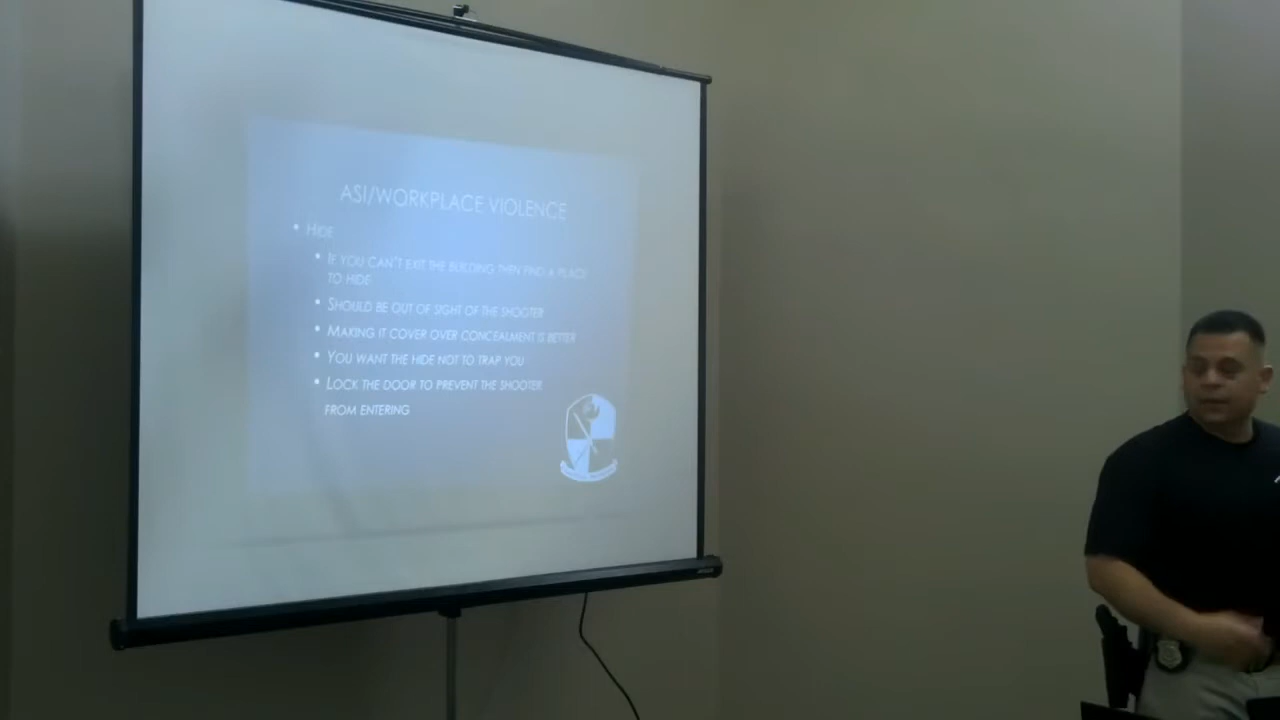 ASI/WORKPLACE VIOLENCE
• HIDE
• IF YOU CAN'T EXIT THE BUILDING THEN FIND A PLACE
TO HIDE
• SHOULD BE OUT OF SIGHT OF THE SHOOTER
• MAKING IT COVER OVER CONCEALMENT IS BETTER
• YOU WANT THE HIDE NOT TO TRAP YOU
• LOCK THE DOOR TO PREVENT THE SHOOTER
FROM ENTERING